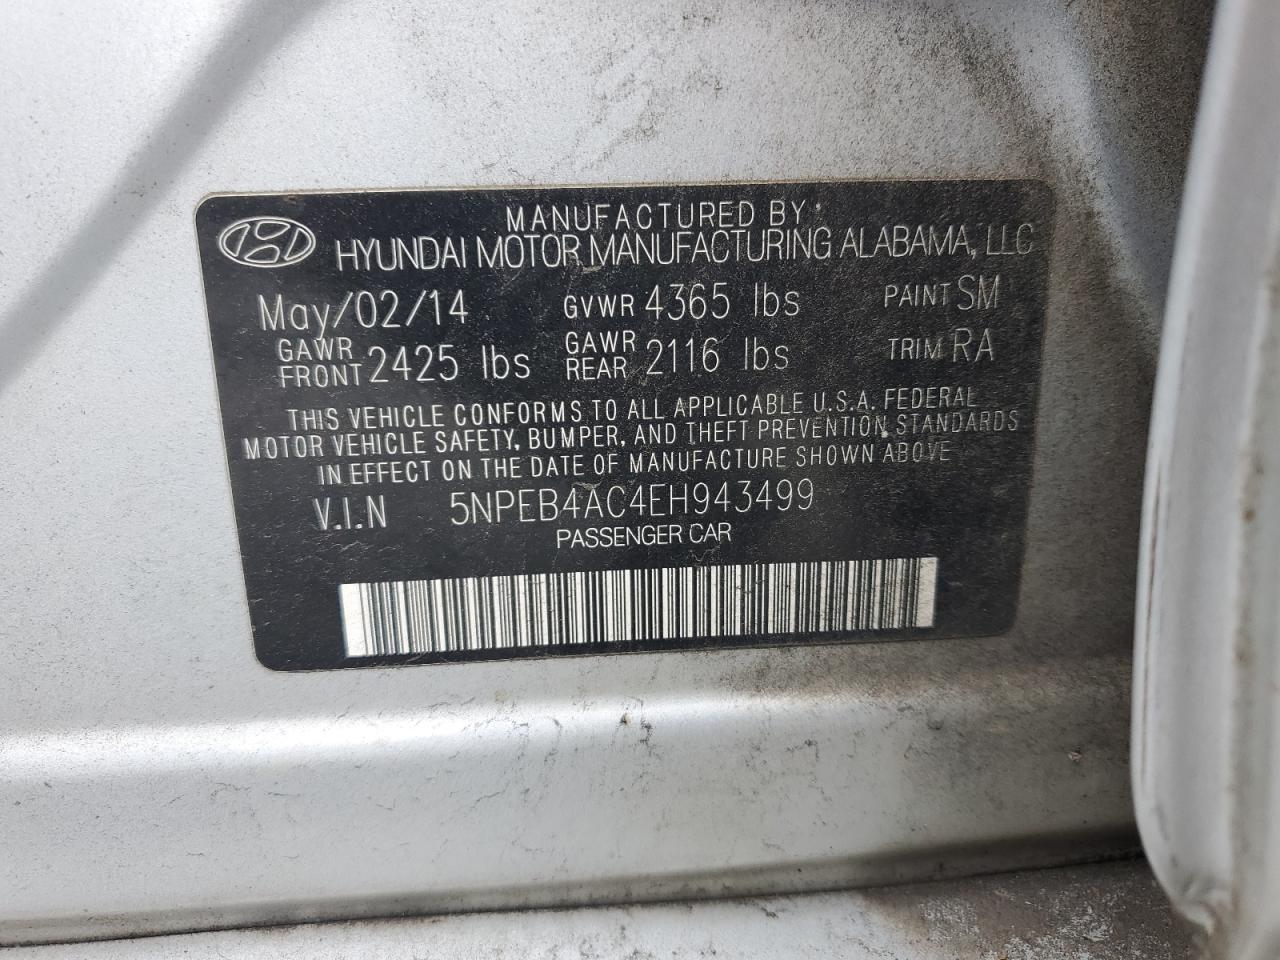 MANUFACTURED BY
HYUNDAI MOTOR MANUFACTURING ALABAMA, LLC
May/02/14 GVWR 4365 lbs PAINT SM
GAWR FRONT 2425 lbs GAWR REAR 2116 lbs TRIM RA
THIS VEHICLE CONFORMS TO ALL APPLICABLE U.S.A. FEDERAL
MOTOR VEHICLE SAFETY, BUMPER, AND THEFT PREVENTION STANDARDS
IN EFFECT ON THE DATE OF MANUFACTURE SHOWN ABOVE
V.I.N 5NPEB4AC4EH943499
PASSENGER CAR